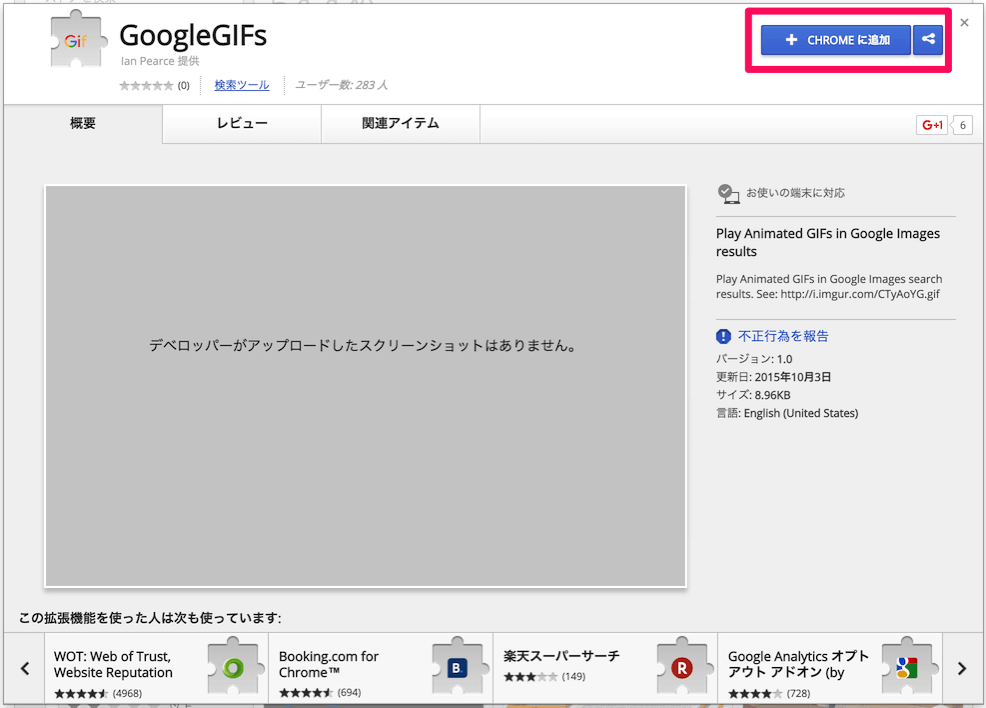 Gif
GoogleGIFs
Ian Pearce 提供
(0)
検索ツール
ユーザー数: 283 人
CHROME に追加
概要
レビュー
関連アイテム
G+1
6
お使いの端末に対応
Play Animated GIFs in Google Images
results
Play Animated GIFs in Google Images search
results. See: http://i.imgur.com/CTyAoYG.gif
不正行為を報告
バージョン: 1.0
更新日: 2015年10月3日
サイズ: 8.96KB
言語: English (United States)
デベロッパーがアップロードしたスクリーンショットはありません。
この拡張機能を使った人は次も使っています:
WOT: Web of Trust,
Website Reputation
(4968)
Booking.com for
Chrome™
(694)
B
楽天スーパーサーチ
(149)
R
Google Analytics オプト
アウト アドオン (by
(728)
g